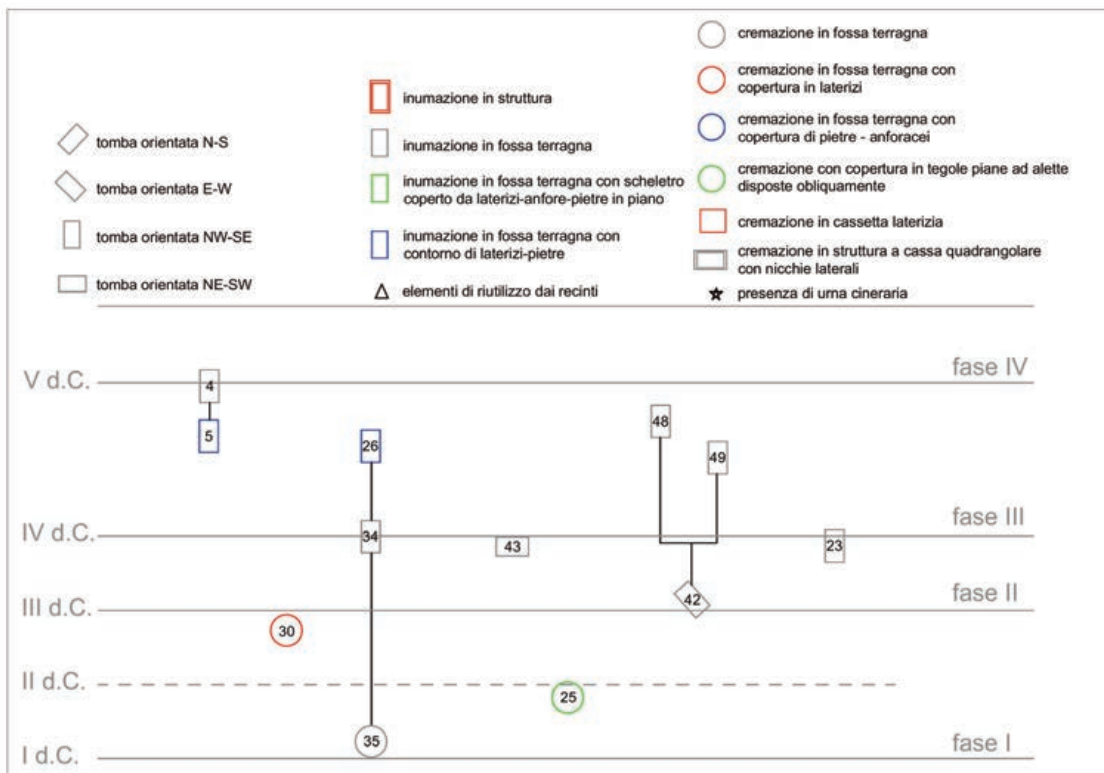 tomba orientata N-S
tomba orientata E-W
tomba orientata NW-SE
tomba orientata NE-SW
inumazione in struttura
inumazione in fossa terragna
inumazione in fossa terragna con scheletro
coperto da laterizi-anfore-pietre in piano
inumazione in fossa terragna con
contorno di laterizi-pietre
elementi di riutilizzo dai recinti
cremazione in fossa terragna
cremazione in fossa terragna con
copertura in laterizi
cremazione in fossa terragna con
copertura di pietre - anforacei
cremazione con copertura in tegole piane ad alette
disposte obliquamente
cremazione in cassetta laterizia
cremazione in struttura a cassa quadrangolare
con nicchie laterali
presenza di urna cineraria
V d.C.
4
fase IV
5
26
48
49
IV d.C.
34
43
23
fase III
42
III d.C.
fase II
30
II d.C.
25
35
I d.C.
fase I